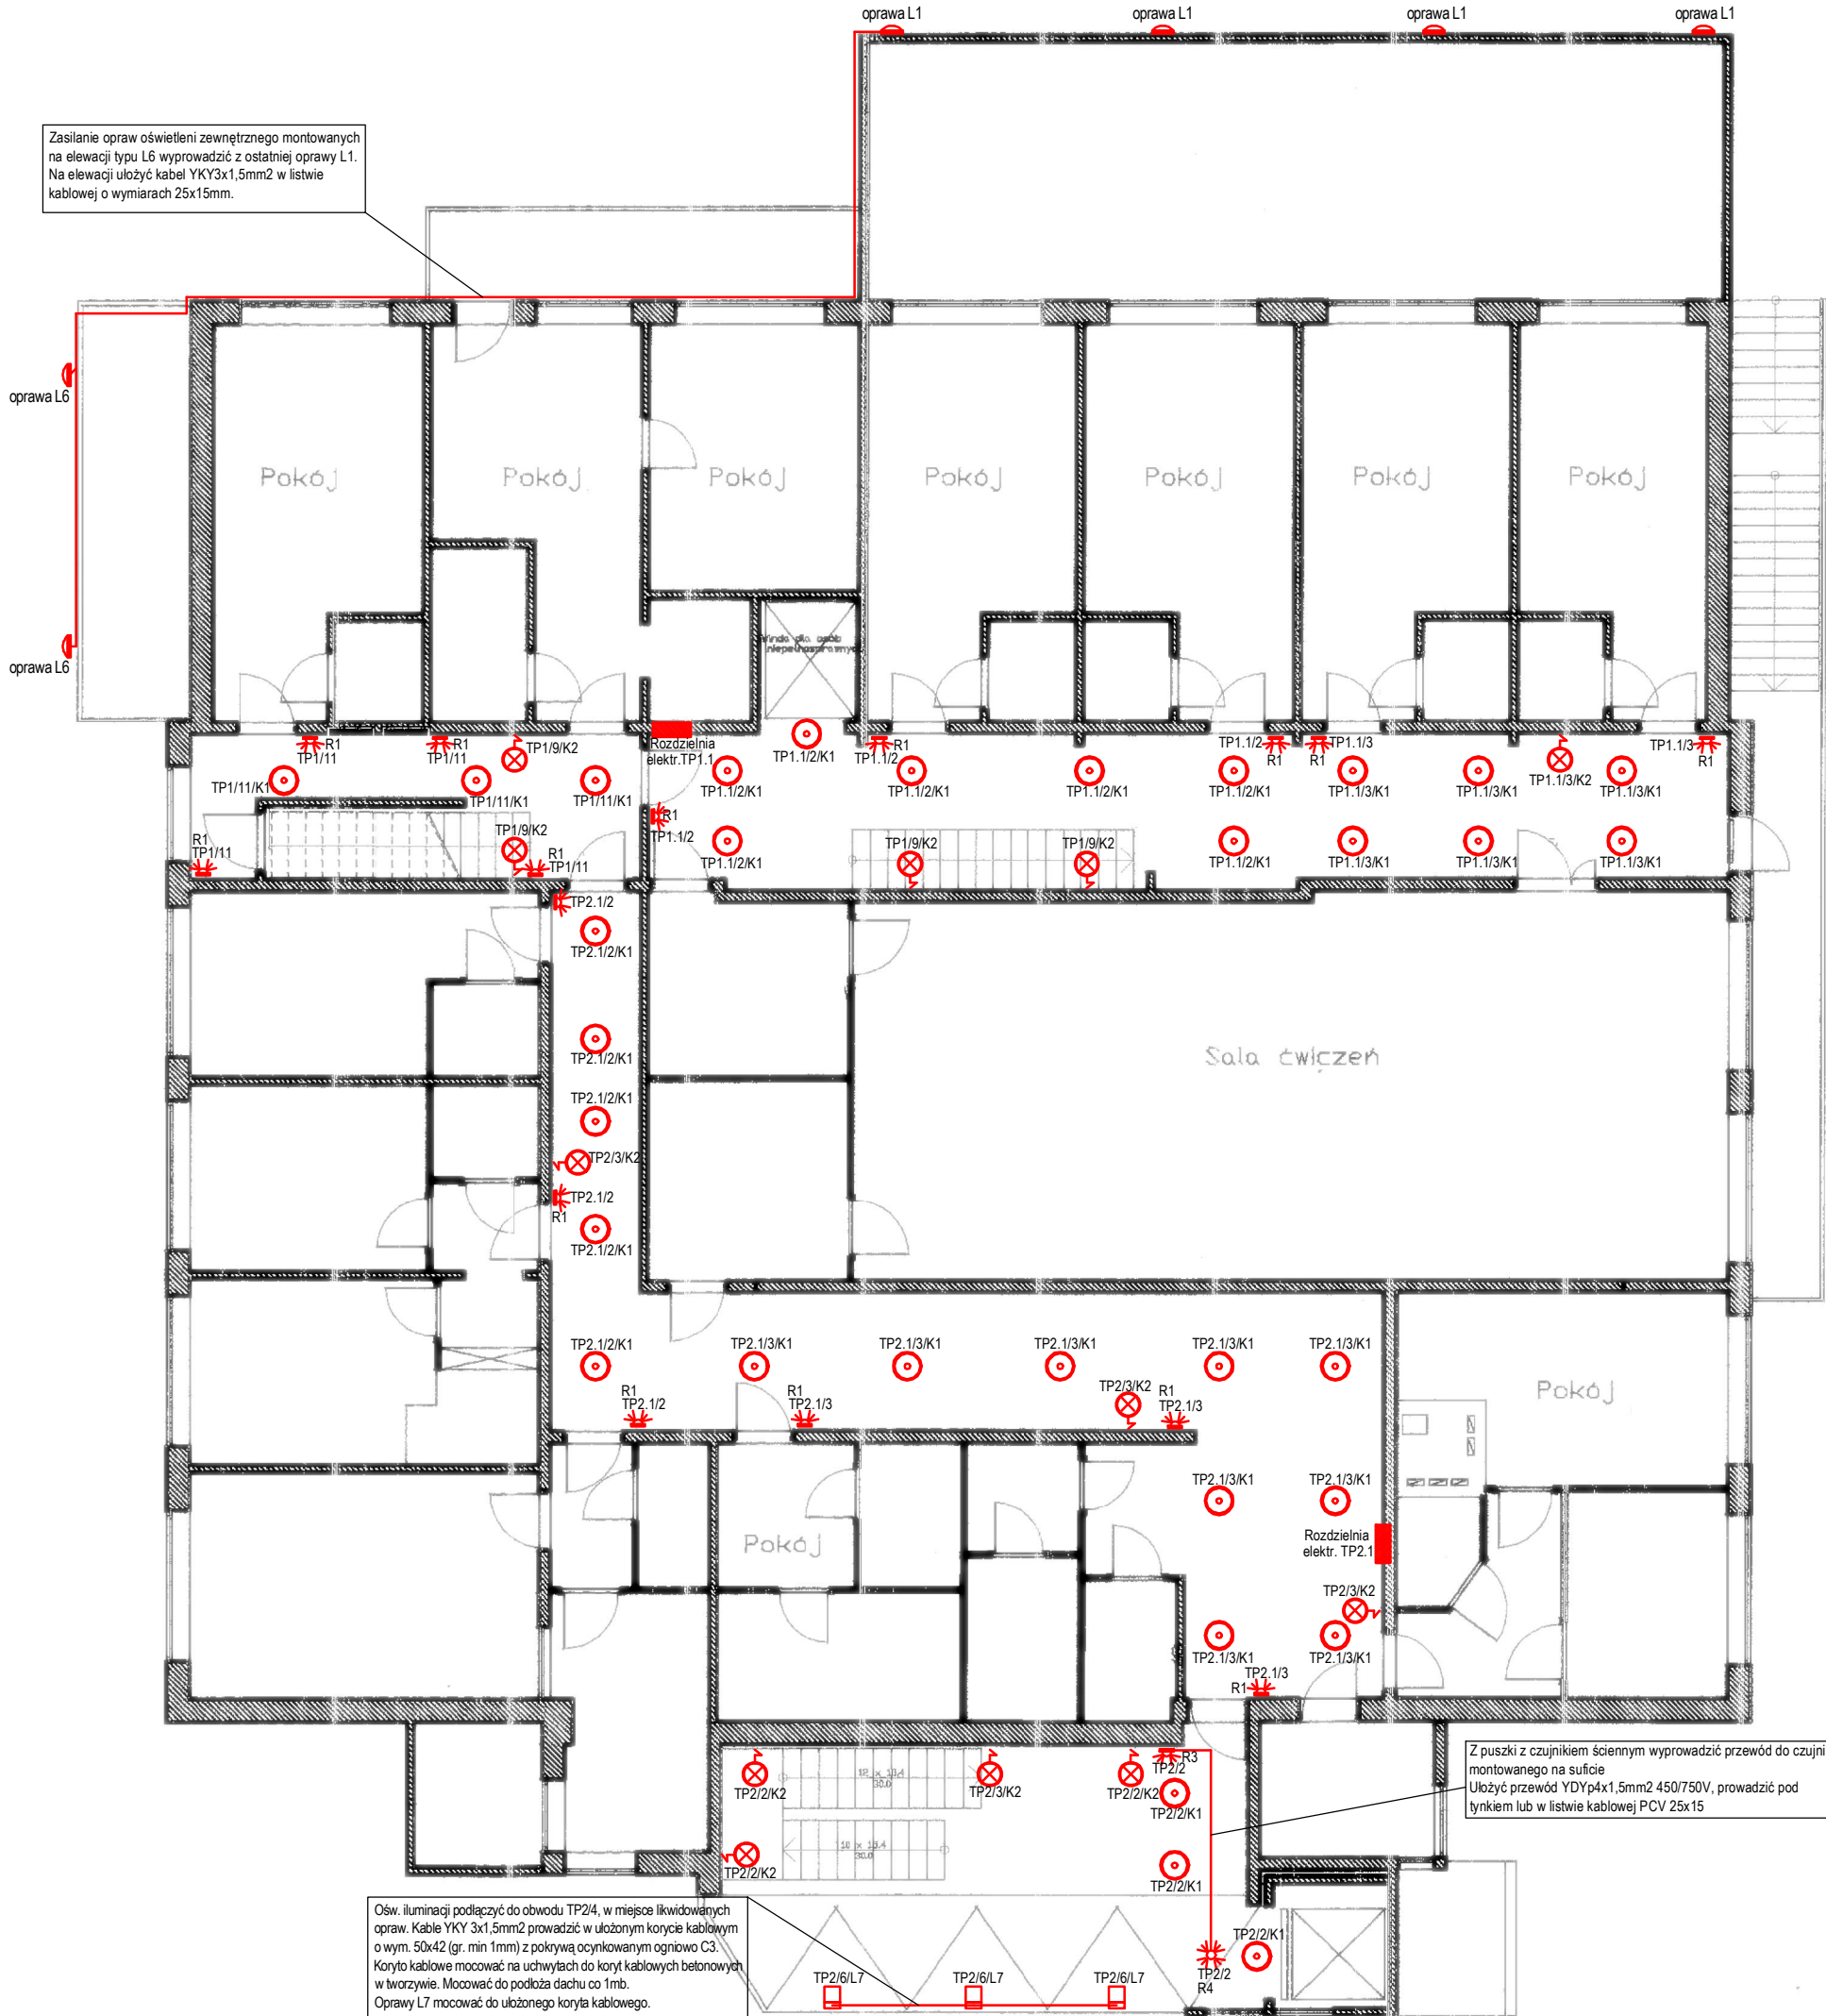 oprawa L1
oprawa L1
oprawa L1
oprawa L1
Zasilanie opraw oświetleni zewnętrznego montowanych
na elewacji typu L6 wyprowadzić z ostatniej oprawy L1.
Na elewacji ułożyć kabel YKY3x1,5mm2 w listwie
kablowej o wymiarach 25x15mm.
oprawa L6
Pokój
Pokój
Pokój
Pokój
Pokój
Pokój
Pokój
oprawa L6
Winda dla osób
niepełnosprawnych
R1
TP1/11
R1
TP1/11
TP1/9/K2
Rozdzielnia
elektr.TP1.1
TP1.1/2/K1
R1
TP1.1/2
TP1.1/2
R1
TP1.1/3
R1
TP1.1/3/K2
TP1.1/3
R1
TP1/11/K1
TP1/11/K1
TP1/11/K1
TP1.1/2/K1
TP1.1/2/K1
TP1.1/2/K1
TP1.1/2/K1
TP1.1/3/K1
TP1.1/3/K1
TP1.1/3/K1
R1
TP1.1/2
R1
TP1/11
TP1/9/K2
R1
TP1/11
TP1.1/2/K1
TP1/9/K2
TP1/9/K2
TP1.1/2/K1
TP1.1/3/K1
TP1.1/3/K1
TP1.1/3/K1
TP2.1/2
TP2.1/2/K1
TP2.1/2/K1
Sala ćwiczeń
TP2.1/2/K1
TP2/3/K2
TP2.1/2
R1
TP2.1/2/K1
TP2.1/2/K1
TP2.1/3/K1
TP2.1/3/K1
TP2.1/3/K1
TP2.1/3/K1
TP2.1/3/K1
R1
TP2.1/2
R1
TP2.1/3
TP2/3/K2
R1
TP2.1/3
Pokój
TP2.1/3/K1
TP2.1/3/K1
Pokój
Rozdzielnia
elektr. TP2.1
TP2/3/K2
TP2.1/3/K1
TP2.1/3/K1
TP2.1/3
R1
Z puszki z czujnikiem ściennym wyprowadzić przewód do czujni
montowanego na suficie
Ułożyć przewód YDYp4x1,5mm2 450/750V, prowadzić pod
tynkiem lub w listwie kablowej PCV 25x15
R3
TP2/2
TP2/2/K2
TP2/3/K2
TP2/2/K2
TP2/2/K1
TP2/2/K2
TP2/2/K1
Ośw. iluminacji podłączyć do obwodu TP2/4, w miejsce likwidowanych
opraw. Kable YKY 3x1,5mm2 prowadzić w ułożonym korycie kablowym
o wym. 50x42 (gr. min 1mm) z pokrywą ocynkowanym ogniowo C3.
Koryto kablowe mocować na uchwytach do koryt kablowych betonowych
w tworzywie. Mocować do podłoża dachu co 1mb.
Oprawy L7 mocować do ułożonego koryta kablowego.
TP2/6/L7
TP2/6/L7
TP2/6/L7
TP2/2
R4
TP2/2/K1